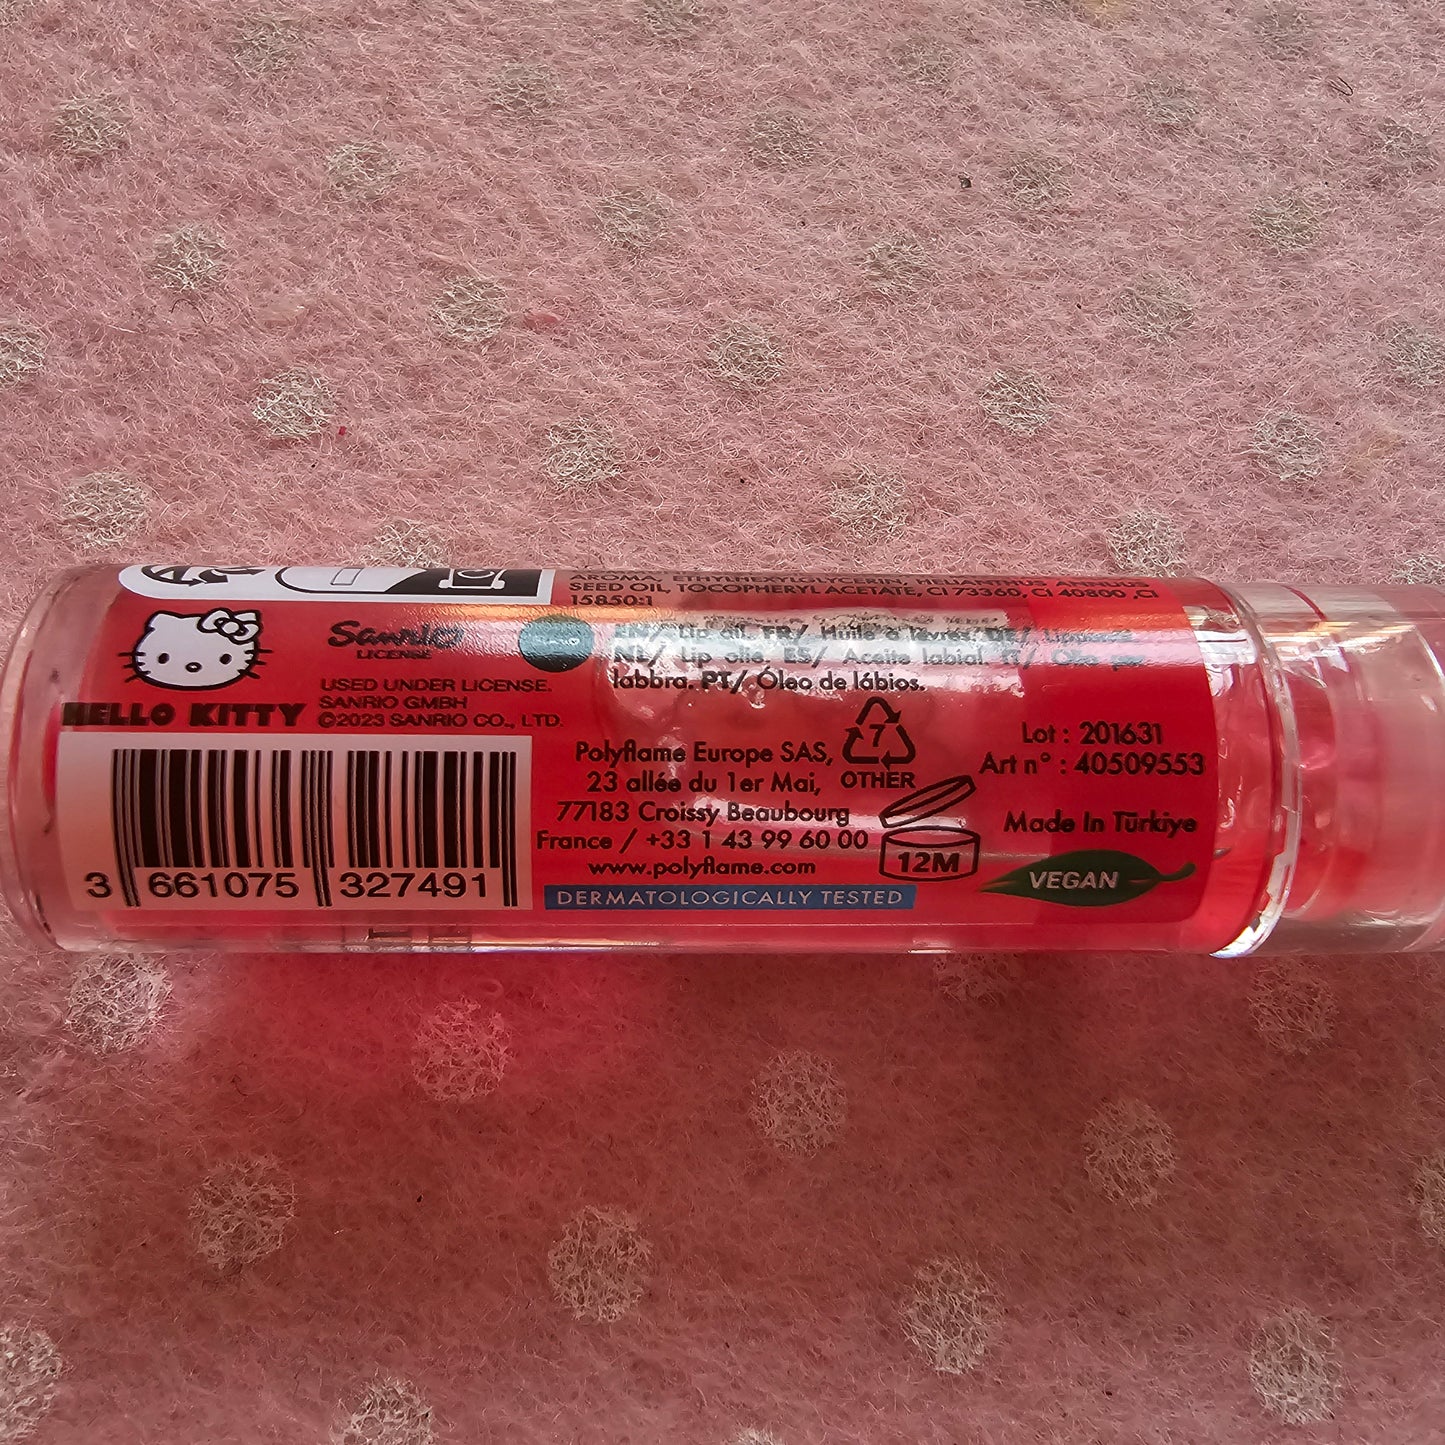 AROMA, ETHYLHEXYLGLYCERIN, HELIANTHUS ANNUUS
SEED OIL, TOCOPHERYL ACETATE, CI 73360, CI 40800 ,CI
15850:1
Sanrio
LICENSE
USED UNDER LICENSE.
SANRIO GMBH
©2023 SANRIO CO., LTD.
HELLO KITTY
EN/ Lip oil. FR/ Huile à lèvres. DE/
NL/ Lip olie. ES/ Aceite labial. IT/ Olio per
labbra. PT/ Óleo de lábios.
Polyflame Europe SAS,
23 allée du 1er Mai,
77183 Croissy Beaubourg
France / +33 1 43 99 60 00
www.polyflame.com
DERMATOLOGICALLY TESTED
7
OTHER
12M
Lot : 201631
Art n° : 40509553
Made In Türkiye
VEGAN
3 661075 327491